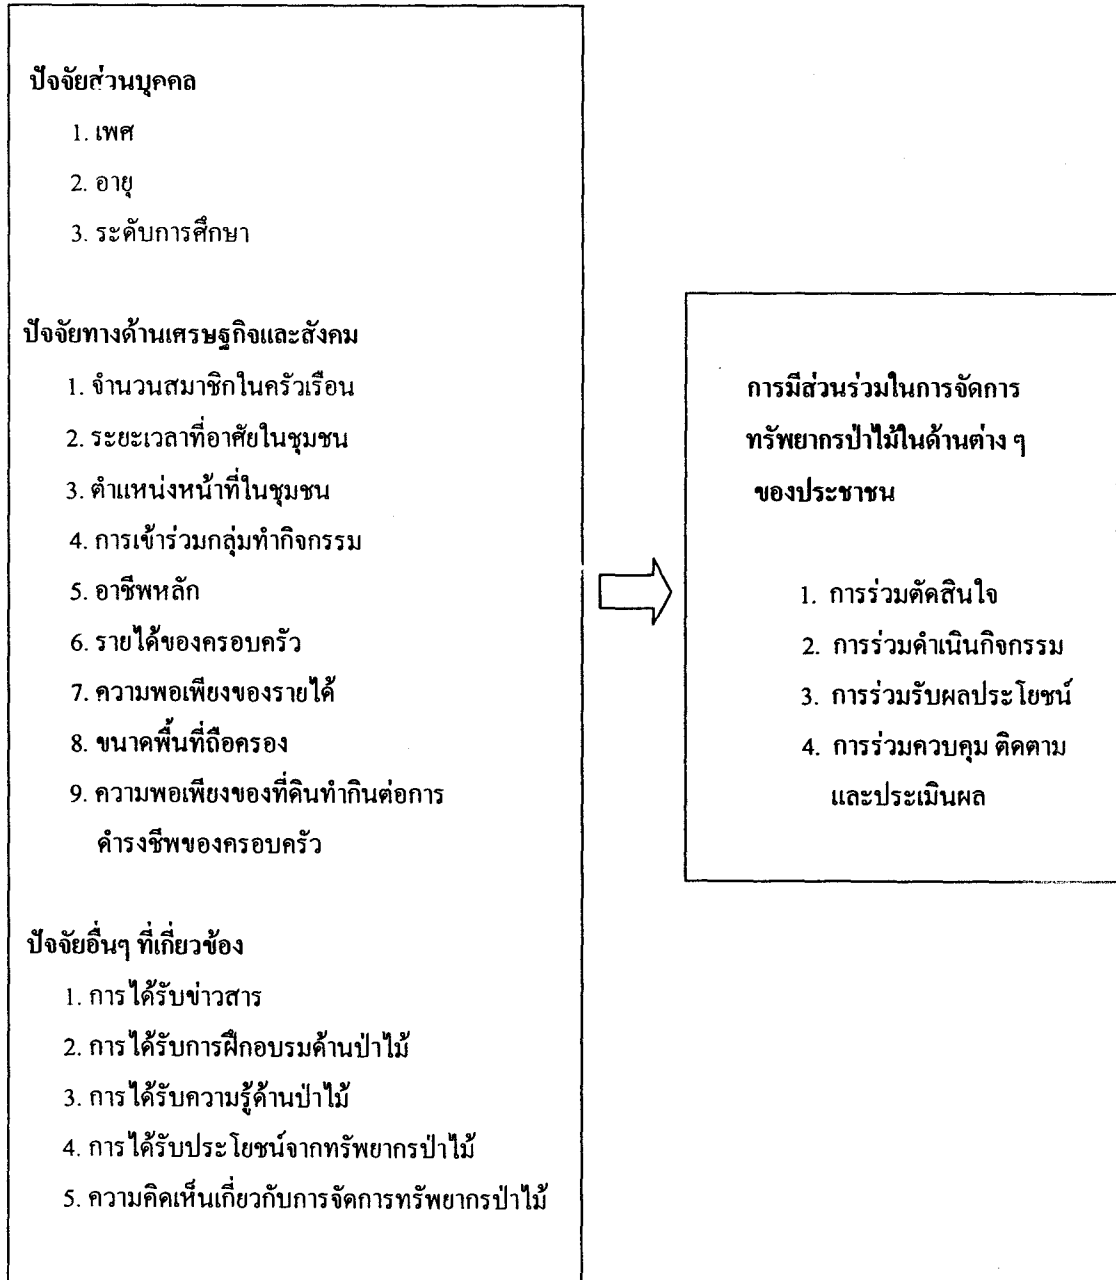 ปัจจัยส่วนบุคคล
1. เพศ
2. อายุ
3. ระดับการศึกษา
ปัจจัยทางด้านเศรษฐกิจและสังคม
1. จำนวนสมาชิกในครัวเรือน
2. ระยะเวลาที่อาศัยในชุมชน
3. ตำแหน่งหน้าที่ในชุมชน
4. การเข้าร่วมกลุ่มทำกิจกรรม
5. อาชีพหลัก
6. รายได้ของครอบครัว
7. ความพอเพียงของรายได้
8. ขนาดพื้นที่ถือครอง
9. ความพอเพียงของที่ดินทำกินต่อการ
ดำรงชีพของครอบครัว
ปัจจัยอื่นๆ ที่เกี่ยวข้อง
1. การได้รับข่าวสาร
2. การได้รับการฝึกอบรมด้านป่าไม้
3. การได้รับความรู้ด้านป่าไม้
4. การได้รับประโยชน์จากทรัพยากรป่าไม้
5. ความคิดเห็นเกี่ยวกับการจัดการทรัพยากรป่าไม้
การมีส่วนร่วมในการจัดการ
ทรัพยากรป่าไม้ในด้านต่าง ๆ
ของประชาชน
1. การร่วมตัดสินใจ
2. การร่วมดำเนินกิจกรรม
3. การร่วมรับผลประโยชน์
4. การร่วมควบคุม ติดตาม
และประเมินผล